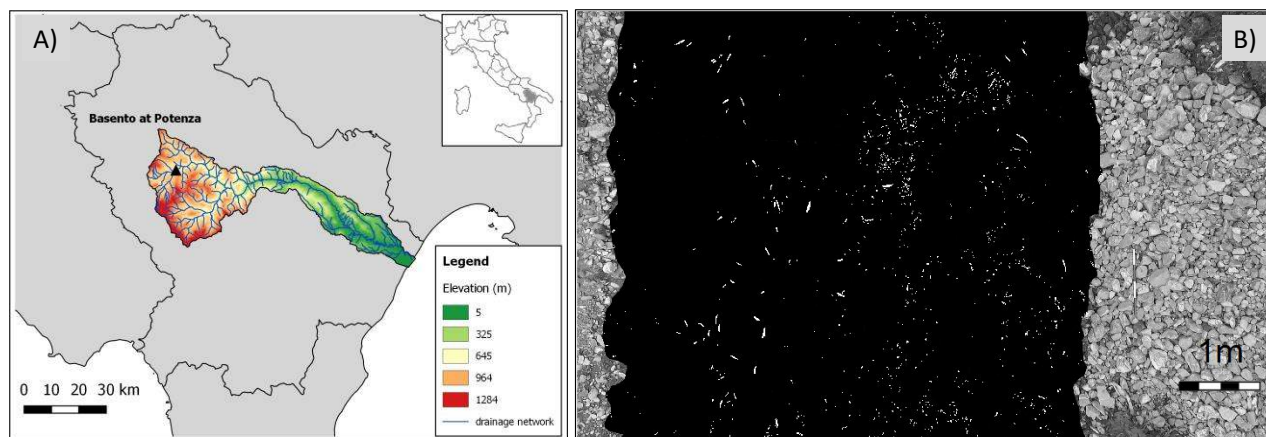 A)
Basento at Potenza
Legend
Elevation (m)
5
325
645
964
1284
drainage network
0 10 20 30 km
B)
1m